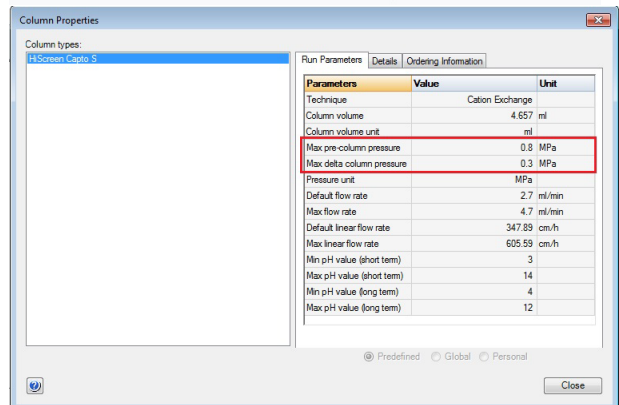 Column Properties
Column types:
HiScreen Capto S
Run Parameters Details Ordering Information
Parameters Value Unit
Technique Cation Exchange
Column volume 4.657 ml
Column volume unit ml
Max pre-column pressure 0.8 MPa
Max delta column pressure 0.3 MPa
Pressure unit MPa
Default flow rate 2.7 ml/min
Max flow rate 4.7 ml/min
Default linear flow rate 347.89 cm/h
Max linear flow rate 605.59 cm/h
Min pH value (short term) 3
Max pH value (short term) 14
Min pH value (long term) 4
Max pH value (long term) 12
Predefined Global Personal
? Close